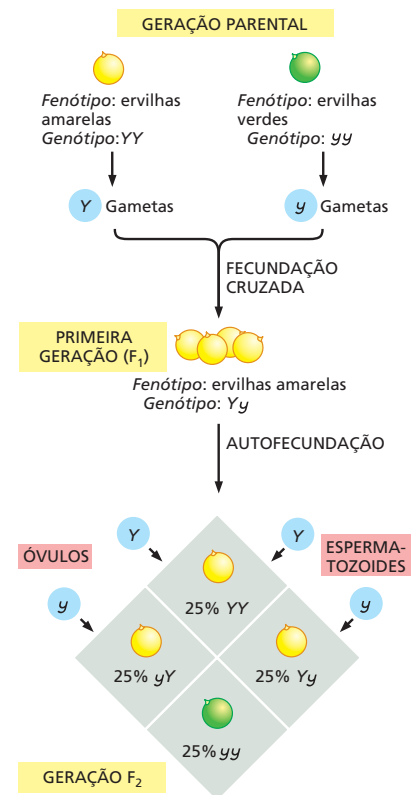 GERAÇÃO PARENTAL
Fenótipo: ervilhas
amarelas
Genótipo:YY
Fenótipo: ervilhas
verdes
Genótipo: yy
Y Gametas
y Gametas
FECUNDAÇÃO
CRUZADA
PRIMEIRA
GERAÇÃO (F1)
Fenótipo: ervilhas amarelas
Genótipo: Yy
AUTOFECUNDAÇÃO
ÓVULOS
Y
y
Y
y
ESPERMA-
TOZOIDES
25% YY
25% yY
25% Yy
25% yy
GERAÇÃO F2